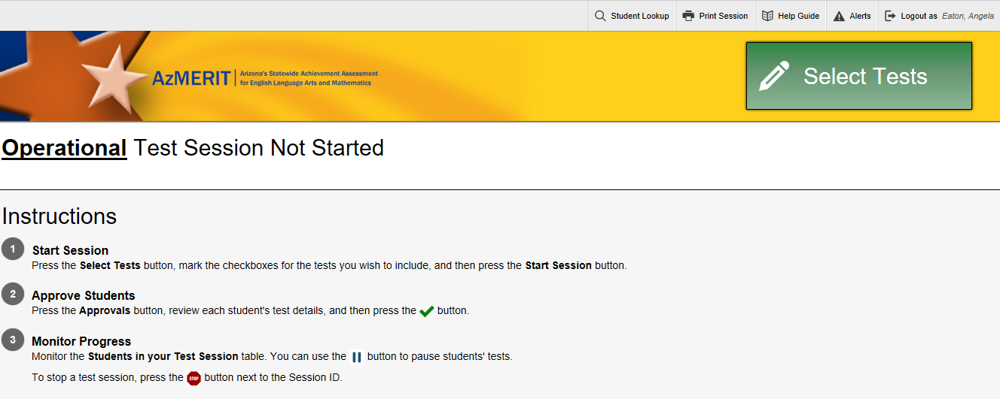 Student Lookup Print Session Help Guide Alerts Logout as Eaton, Angela
AzMERIT Arizona's Statewide Achievement Assessment
for English Language Arts and Mathematics
Select Tests
Operational Test Session Not Started
Instructions
1 Start Session
Press the Select Tests button, mark the checkboxes for the tests you wish to include, and then press the Start Session button.
2 Approve Students
Press the Approvals button, review each student's test details, and then press the button.
3 Monitor Progress
Monitor the Students in your Test Session table. You can use the button to pause students' tests.
To stop a test session, press the STOP button next to the Session ID.